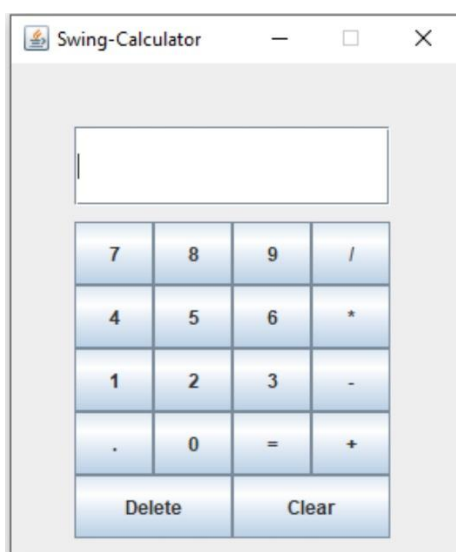 Swing-Calculator
7 8 9 /
4 5 6 *
1 2 3 -
. 0 = +
Delete Clear